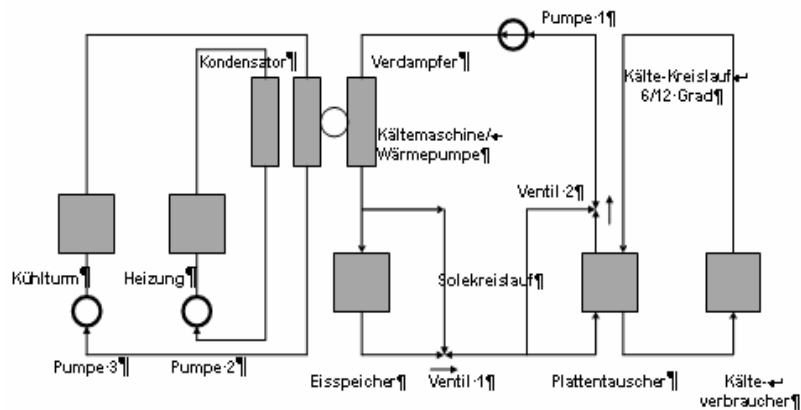 Pumpe·1¶
Kondensator¶
Verdampfer¶
Kälte-Kreislauf↵
6/12·Grad¶
Kältemaschine/↵
Wärmepumpe¶
Ventil·2¶
Kühlturm¶
Heizung¶
Solekreislauf¶
Pumpe·3¶
Pumpe·2¶
Eisspeicher¶
Ventil·1¶
Plattentauscher¶
Kälte-↵
verbraucher¶